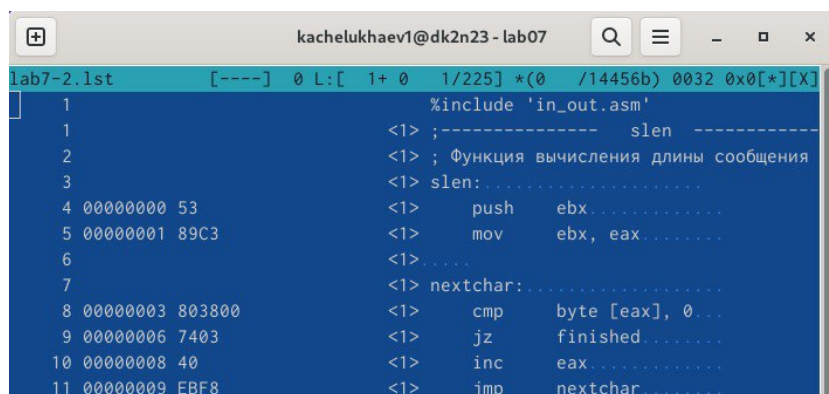 kachelukhaev1@dk2n23 - lab07
lab7-2.lst [----] 0 L:[ 1+ 0 1/225] *(0 /14456b) 0032 0x0[*][X]
1 %include 'in_out.asm'
1 <1> ;--------------- slen ------------
2 <1> ; Функция вычисления длины сообщения
3 <1> slen:......................
4 00000000 53 <1> push ebx.............
5 00000001 89C3 <1> mov ebx, eax........
6 <1>.....
7 <1> nextchar:...................
8 00000003 803800 <1> cmp byte [eax], 0...
9 00000006 7403 <1> jz finished........
10 00000008 40 <1> inc eax.............
11 00000009 EBF8 <1> jmp nextchar........